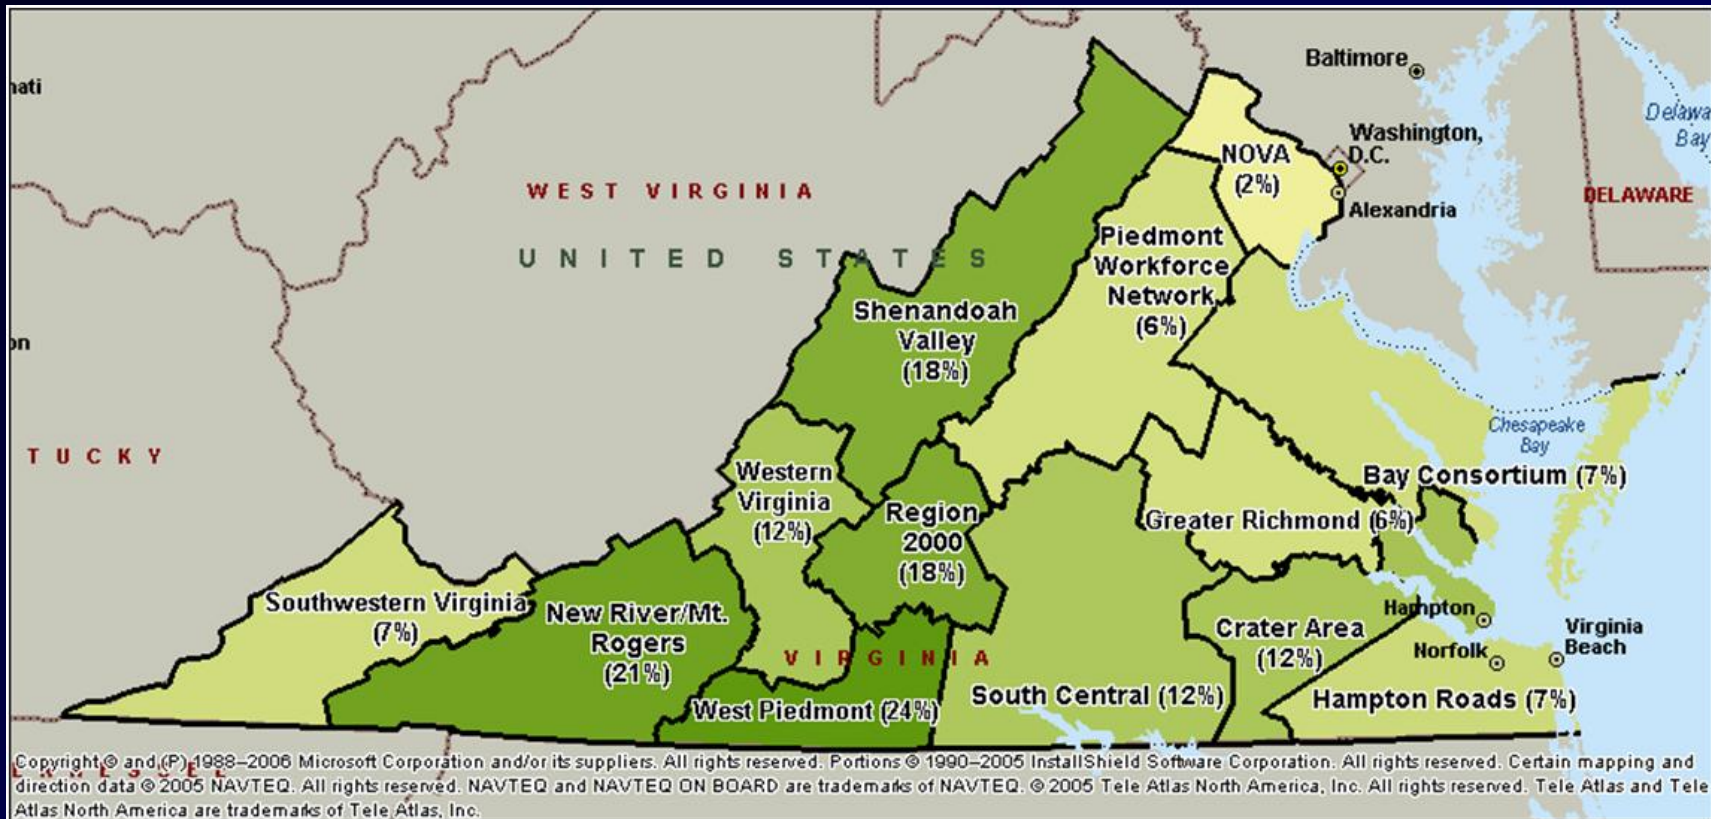 Baltimore
nati
Delawa
Bay
Washington,
D.C.
NOVA
(2%)
WEST VIRGINIA
DELAWARE
Alexandria
UNITED STATES
Piedmont
Workforce
Network
(6%)
Shenandoah
Valley
(18%)
on
Chesapeake
Bay
TUCKY
Western
Virginia
(12%)
Bay Consortium (7%)
Region
2000
(18%)
Greater Richmond (6%)
Southwestern Virginia
(7%)
New River/Mt.
Rogers
(21%)
Hampton
Crater Area
(12%)
Virginia
Beach
Norfolk
VIRGINIA
South Central (12%)
Hampton Roads (7%)
West Piedmont (24%)
Copyright © and (P) 1988–2006 Microsoft Corporation and/or its suppliers. All rights reserved. Portions © 1990–2005 InstallShield Software Corporation. All rights reserved. Certain mapping and
direction data © 2005 NAVTEQ. All rights reserved. NAVTEQ and NAVTEQ ON BOARD are trademarks of NAVTEQ. © 2005 Tele Atlas North America, Inc. All rights reserved. Tele Atlas and Tele
Atlas North America are trademarks of Tele Atlas, Inc.